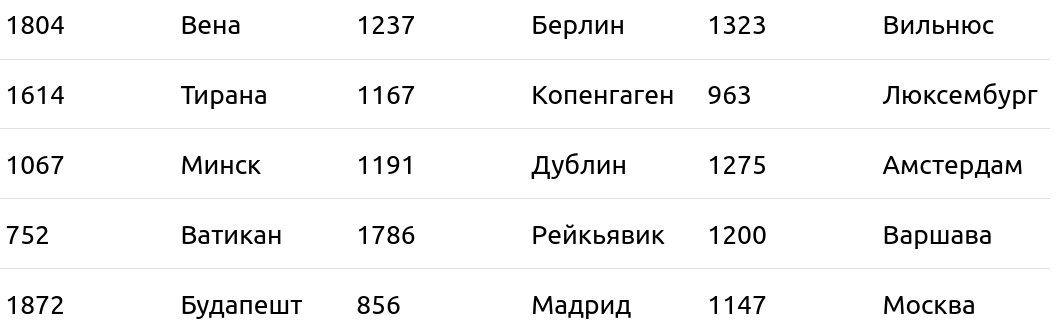 1804 Вена 1237 Берлин 1323 Вильнюс
1614 Тирана 1167 Копенгаген 963 Люксембург
1067 Минск 1191 Дублин 1275 Амстердам
752 Ватикан 1786 Рейкьявик 1200 Варшава
1872 Будапешт 856 Мадрид 1147 Москва